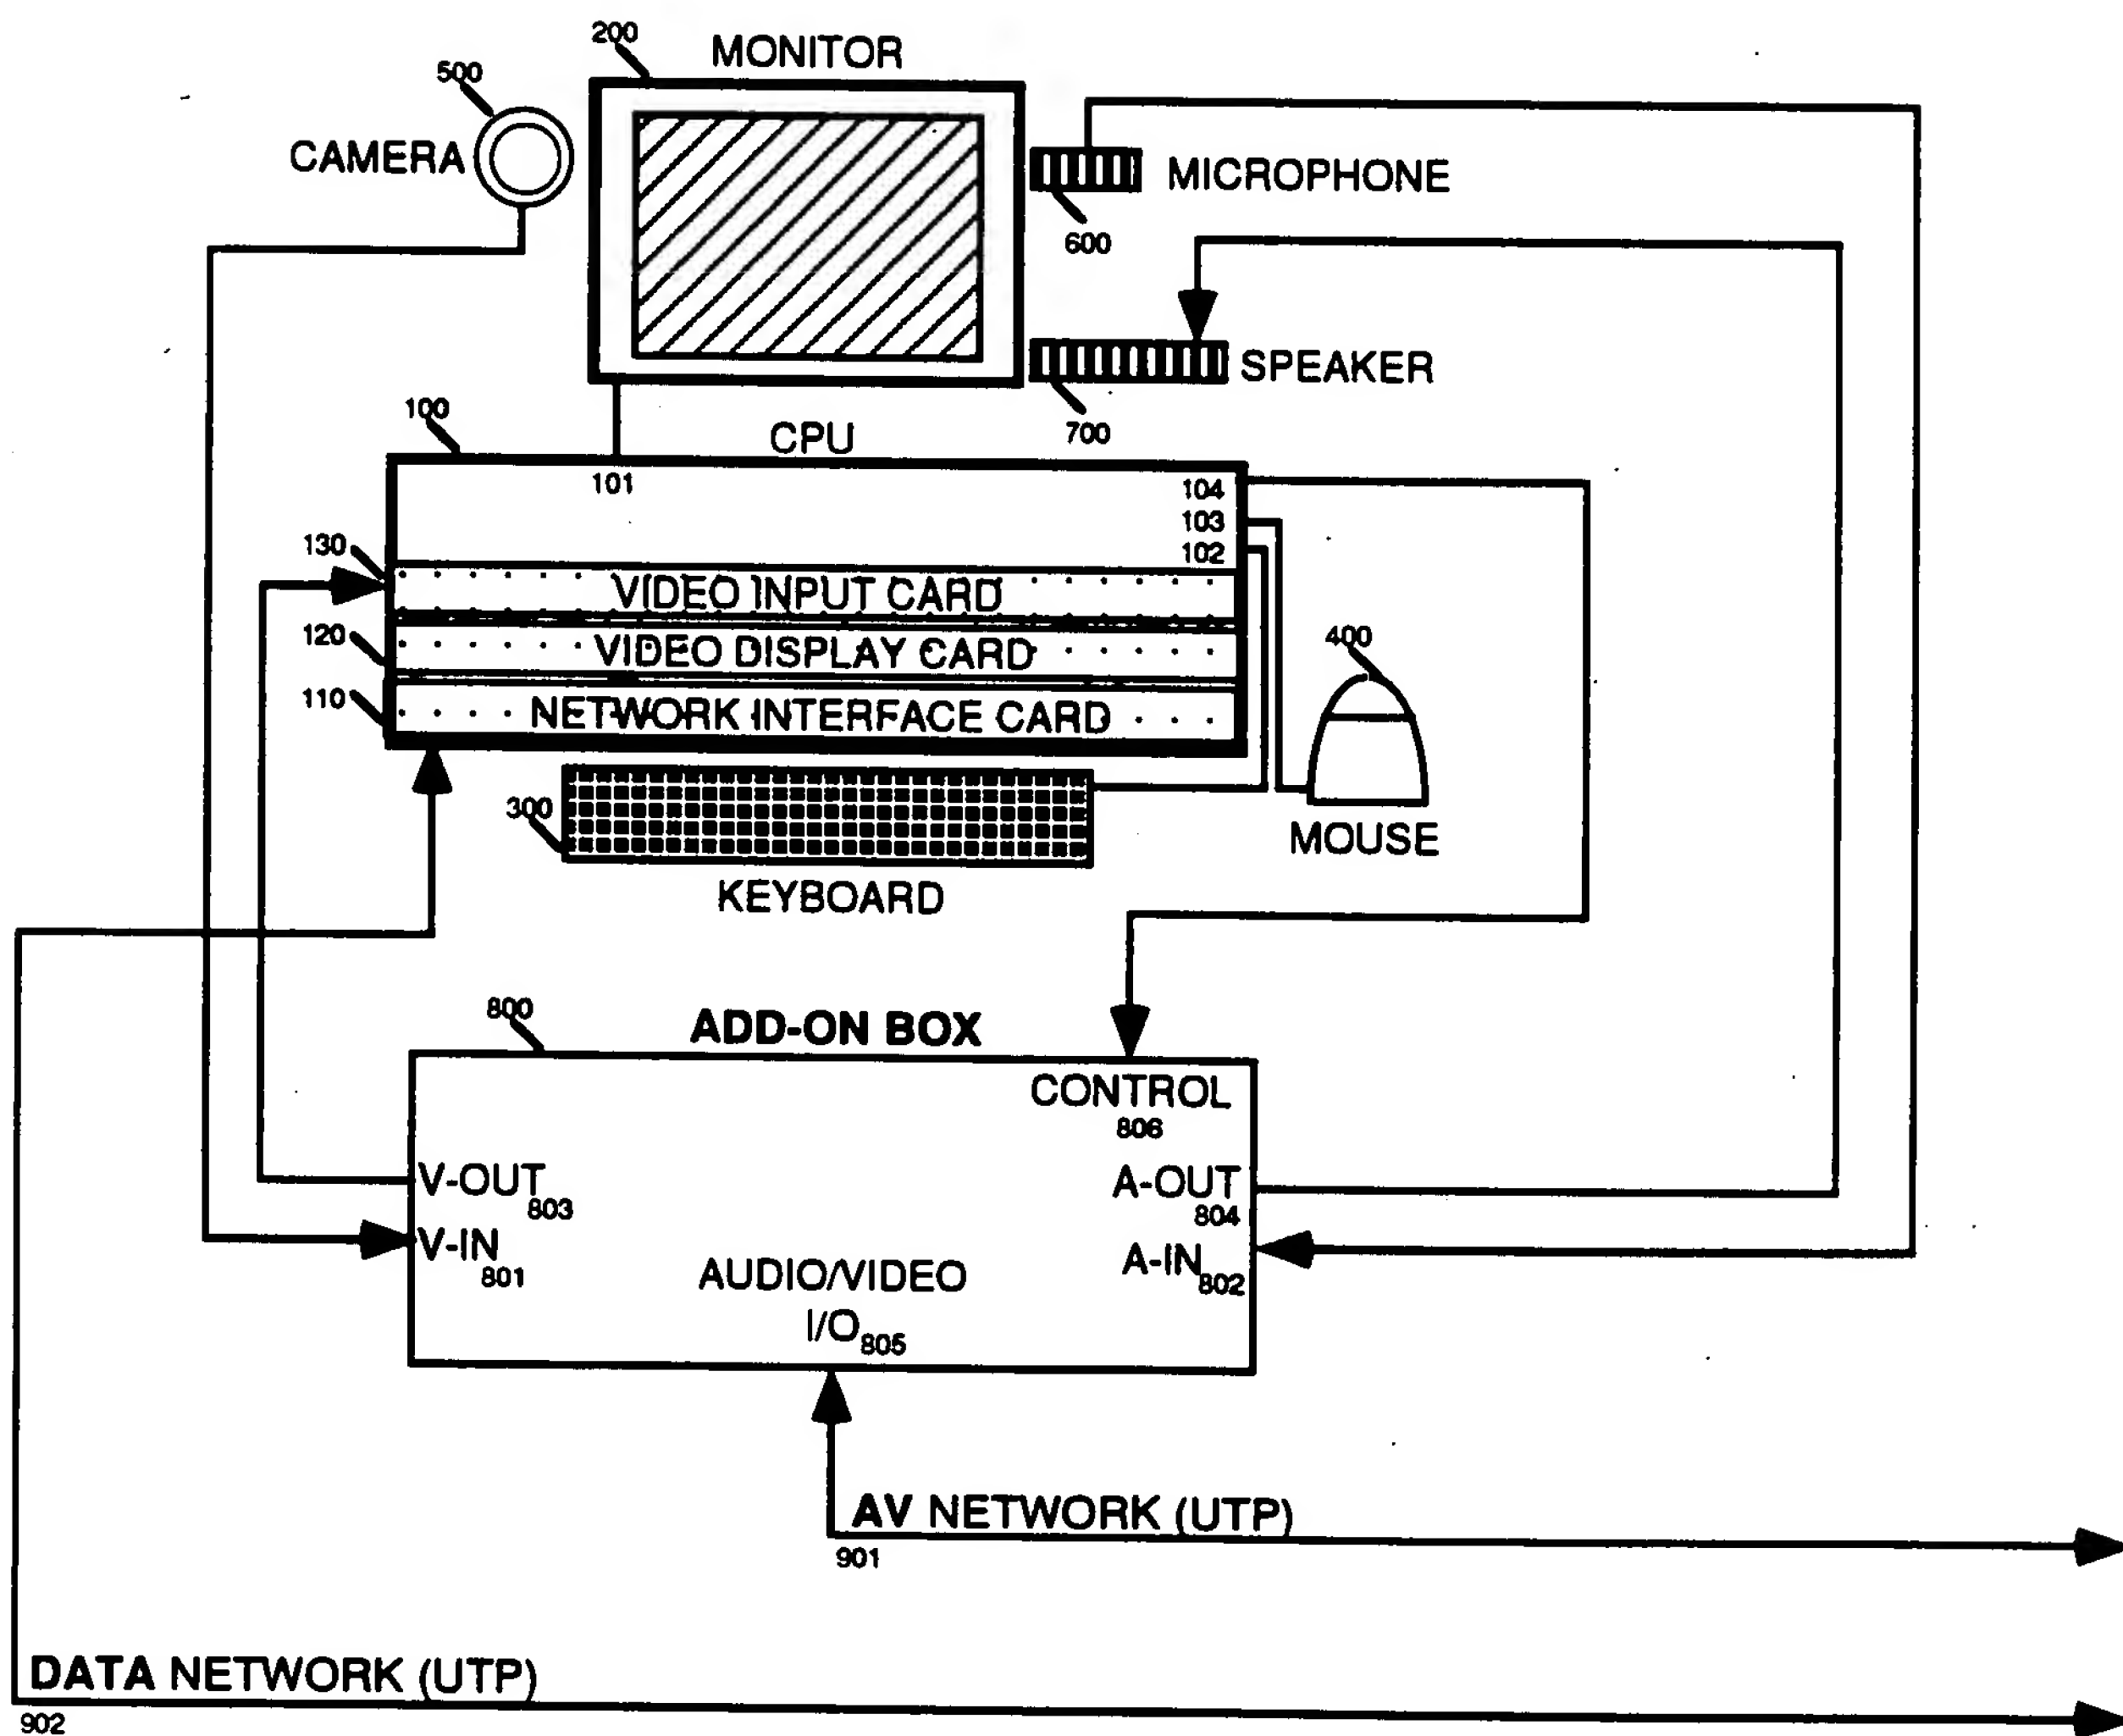 200
MONITOR
500
CAMERA
MICROPHONE
600
SPEAKER
700
100
CPU
101
104
103
102
130
VIDEO INPUT CARD
120
VIDEO DISPLAY CARD
110
NETWORK INTERFACE CARD
400
MOUSE
300
KEYBOARD
800
ADD-ON BOX
CONTROL
806
V-OUT
803
A-OUT
804
V-IN
801
A-IN
802
AUDIO/VIDEO
I/O
805
AV NETWORK (UTP)
901
DATA NETWORK (UTP)
902